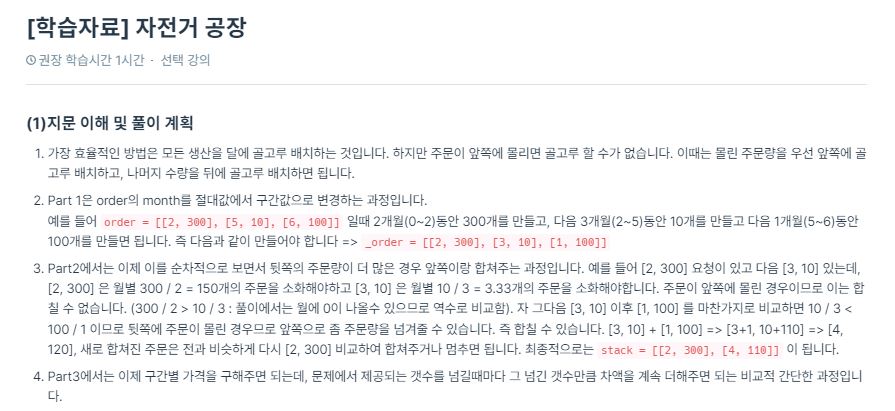 [학습자료] 자전거 공장
권장 학습시간 1시간 · 선택 강의
(1)지문 이해 및 풀이 계획
1. 가장 효율적인 방법은 모든 생산을 달에 골고루 배치하는 것입니다. 하지만 주문이 앞쪽에 몰리면 골고루 할 수가 없습니다. 이때는 몰린 주문량을 우선 앞쪽에 골
고루 배치하고, 나머지 수량을 뒤에 골고루 배치하면 됩니다.
2. Part 1은 order의 month를 절대값에서 구간값으로 변경하는 과정입니다.
예를 들어 order = [[2, 300], [5, 10], [6, 100]] 일때 2개월(0~2)동안 300개를 만들고, 다음 3개월(2~5)동안 10개를 만들고 다음 1개월(5~6)동안
100개를 만들면 됩니다. 즉 다음과 같이 만들어야 합니다 => _order = [[2, 300], [3, 10], [1, 100]]
3. Part2에서는 이제 이를 순차적으로 보면서 뒷쪽의 주문량이 더 많은 경우 앞쪽이랑 합쳐주는 과정입니다. 예를 들어 [2, 300] 요청이 있고 다음 [3, 10] 있는데,
[2, 300] 은 월별 300 / 2 = 150개의 주문을 소화해야하고 [3, 10] 은 월별 10 / 3 = 3.33개의 주문을 소화해야합니다. 주문이 앞쪽에 몰린 경우이므로 이는 합
칠 수 없습니다. (300 / 2 > 10 / 3 : 풀이에서는 월에 0이 나올수 있으므로 역수로 비교함). 자 그다음 [3, 10] 이후 [1, 100] 를 마찬가지로 비교하면 10 / 3 <
100 / 1 이므로 뒷쪽에 주문이 몰린 경우므로 앞쪽으로 좀 주문량을 넘겨줄 수 있습니다. 즉 합칠 수 있습니다. [3, 10] + [1, 100] => [3+1, 10+110] => [4,
120], 새로 합쳐진 주문은 전과 비슷하게 다시 [2, 300] 비교하여 합쳐주거나 멈추면 됩니다. 최종적으로는 stack = [[2, 300], [4, 110]] 이 됩니다.
4. Part3에서는 이제 구간별 가격을 구해주면 되는데, 문제에서 제공되는 갯수를 넘길때마다 그 넘긴 갯수만큼 차액을 계속 더해주면 되는 비교적 간단한 과정입니
다.